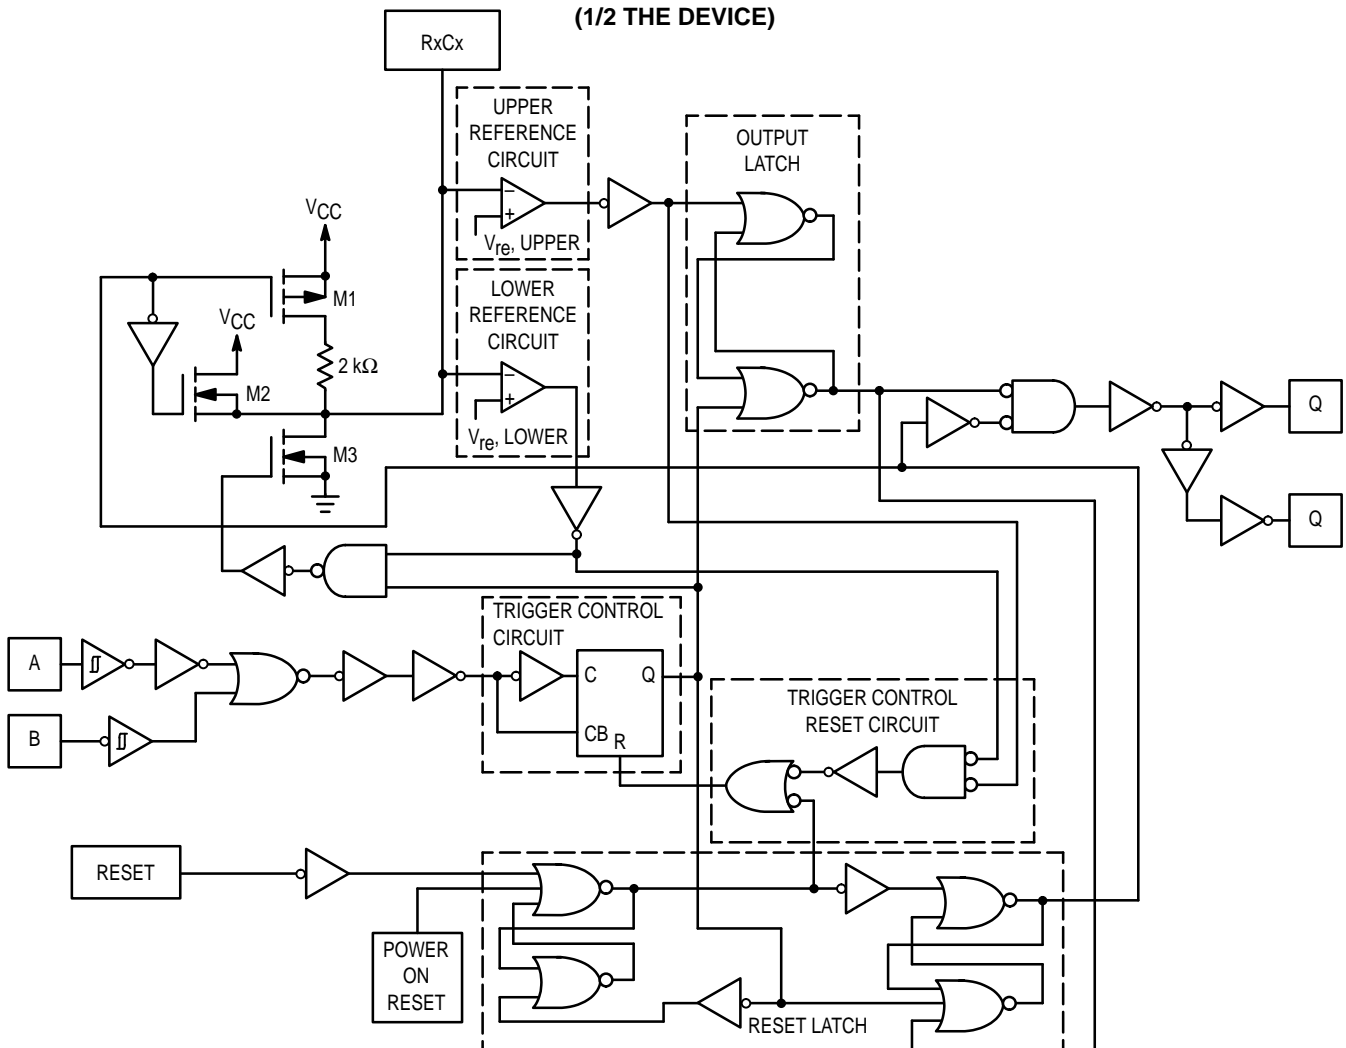 (1/2 THE DEVICE)
RxCx
UPPER
REFERENCE
CIRCUIT
−
+
Vre, UPPER
OUTPUT
LATCH
VCC
M1
LOWER
REFERENCE
CIRCUIT
VCC
2 kΩ
M2
−
+
Vre, LOWER
M3
Q
Q
TRIGGER CONTROL
CIRCUIT
A
C
Q
CB
R
B
TRIGGER CONTROL
RESET CIRCUIT
RESET
POWER
ON
RESET
RESET LATCH